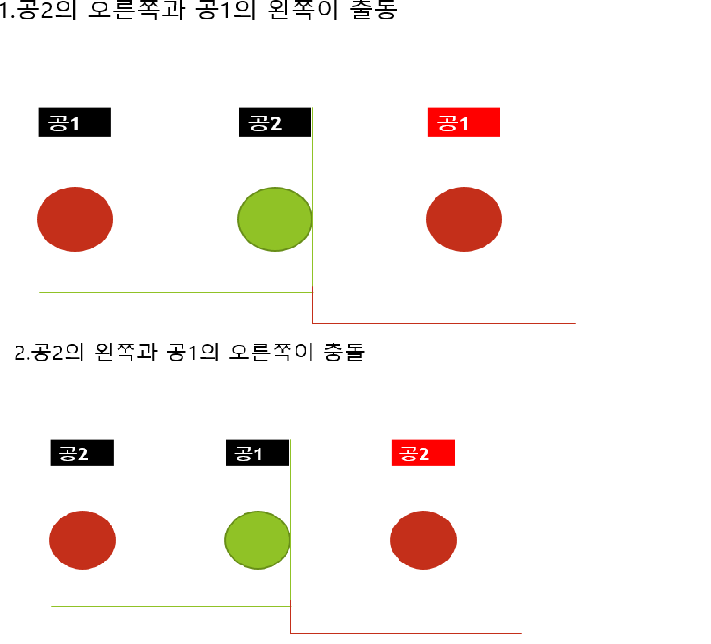 1.공2의 오른쪽과 공1의 왼쪽이 출동
공1 공2 공1
2.공2의 왼쪽과 공1의 오른쪽이 충돌
공2 공1 공2